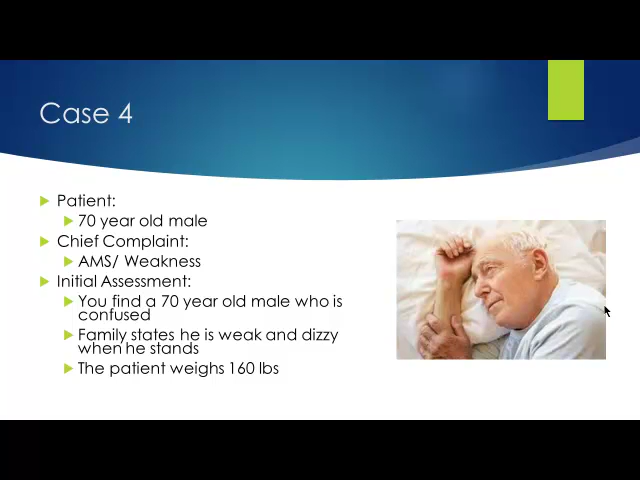 Case 4
Patient:
70 year old male
Chief Complaint:
AMS/ Weakness
Initial Assessment:
You find a 70 year old male who is
confused
Family states he is weak and dizzy
when he stands
The patient weighs 160 lbs